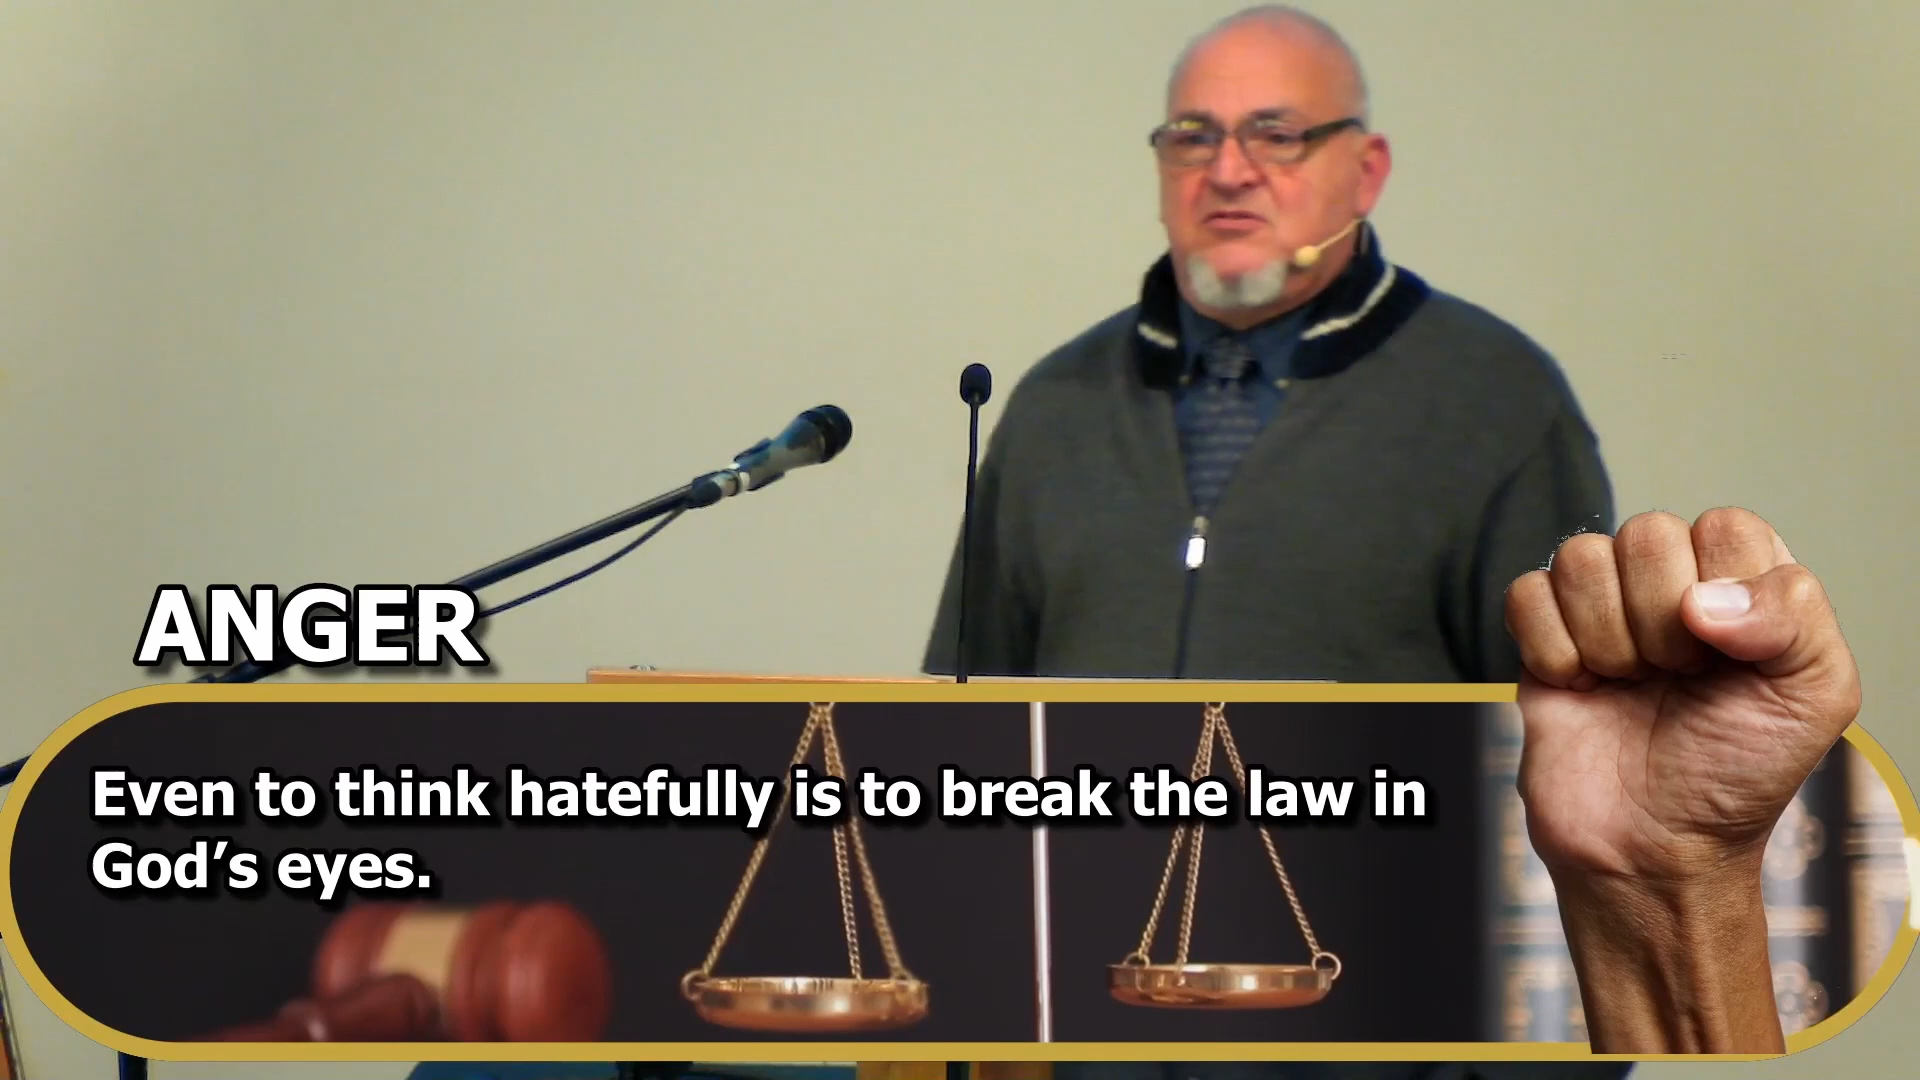 ANGER
Even to think hatefully is to break the law in
God’s eyes.